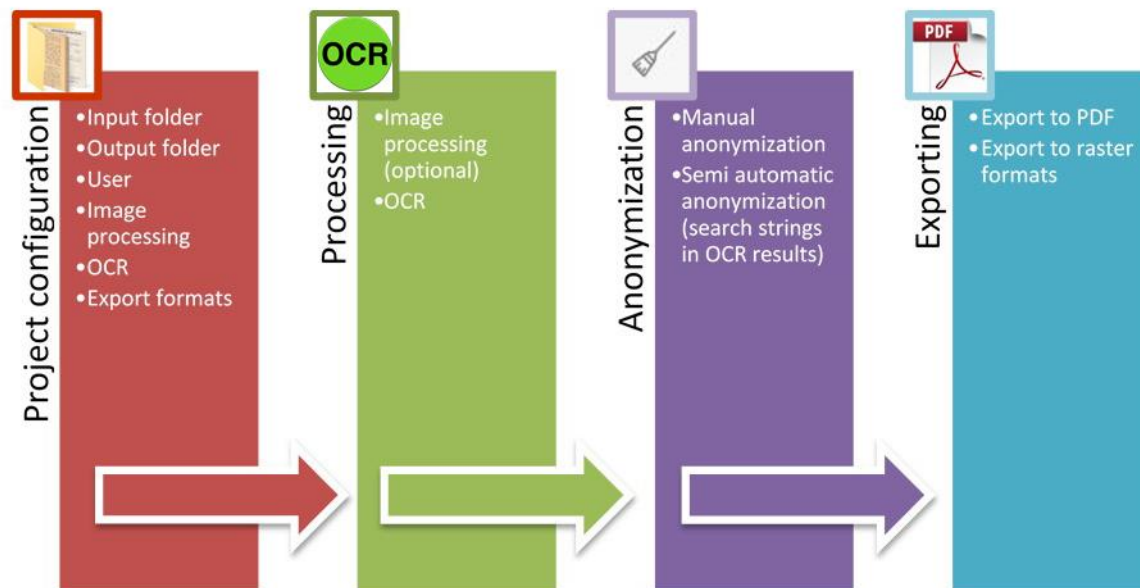 Project configuration
•Input folder
•Output folder
•User
•Image
processing
•OCR
•Export formats
OCR
Processing
•Image
processing
(optional)
•OCR
Anonymization
•Manual
anonymization
•Semi automatic
anonymization
(search strings
in OCR results)
PDF
Exporting
•Export to PDF
•Export to raster
formats